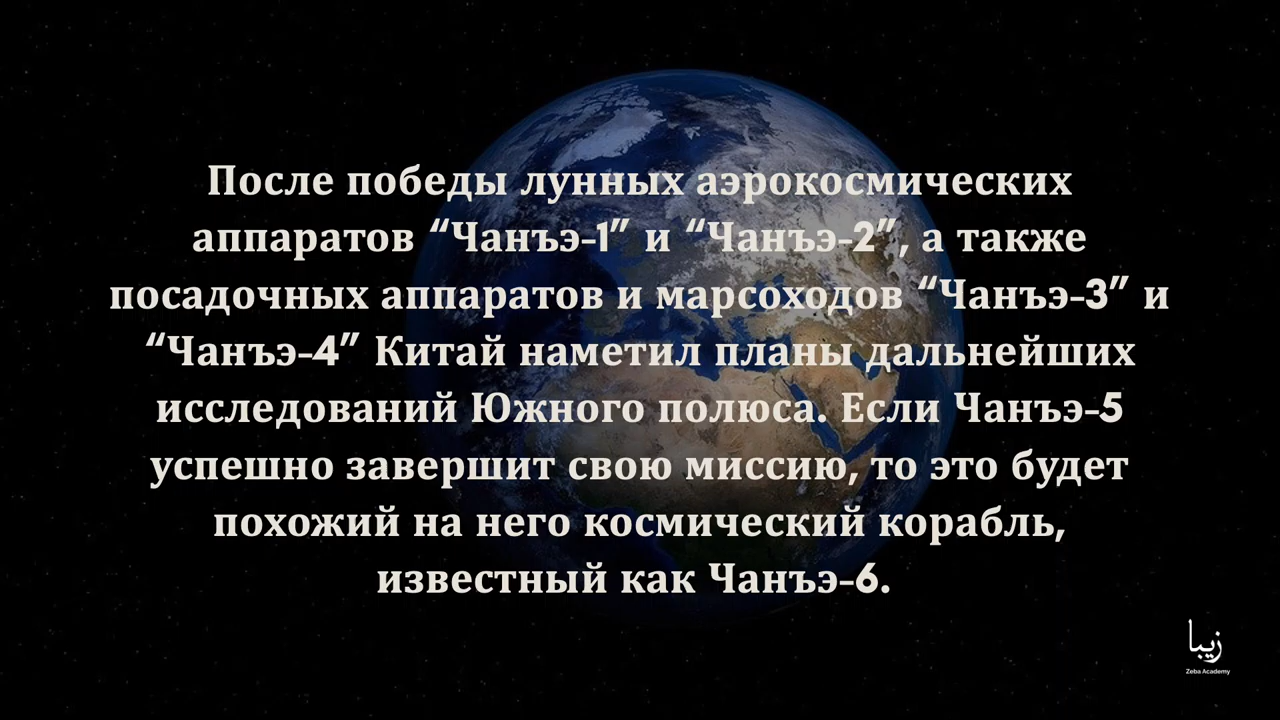 После победы лунных аэрокосмических
аппаратов “Чанъэ-1” и “Чанъэ-2”, а также
посадочных аппаратов и марсоходов “Чанъэ-3” и
“Чанъэ-4” Китай наметил планы дальнейших
исследований Южного полюса. Если Чанъэ-5
успешно завершит свою миссию, то это будет
похожий на него космический корабль,
известный как Чанъэ-6.
زیبا
Zeba Academy